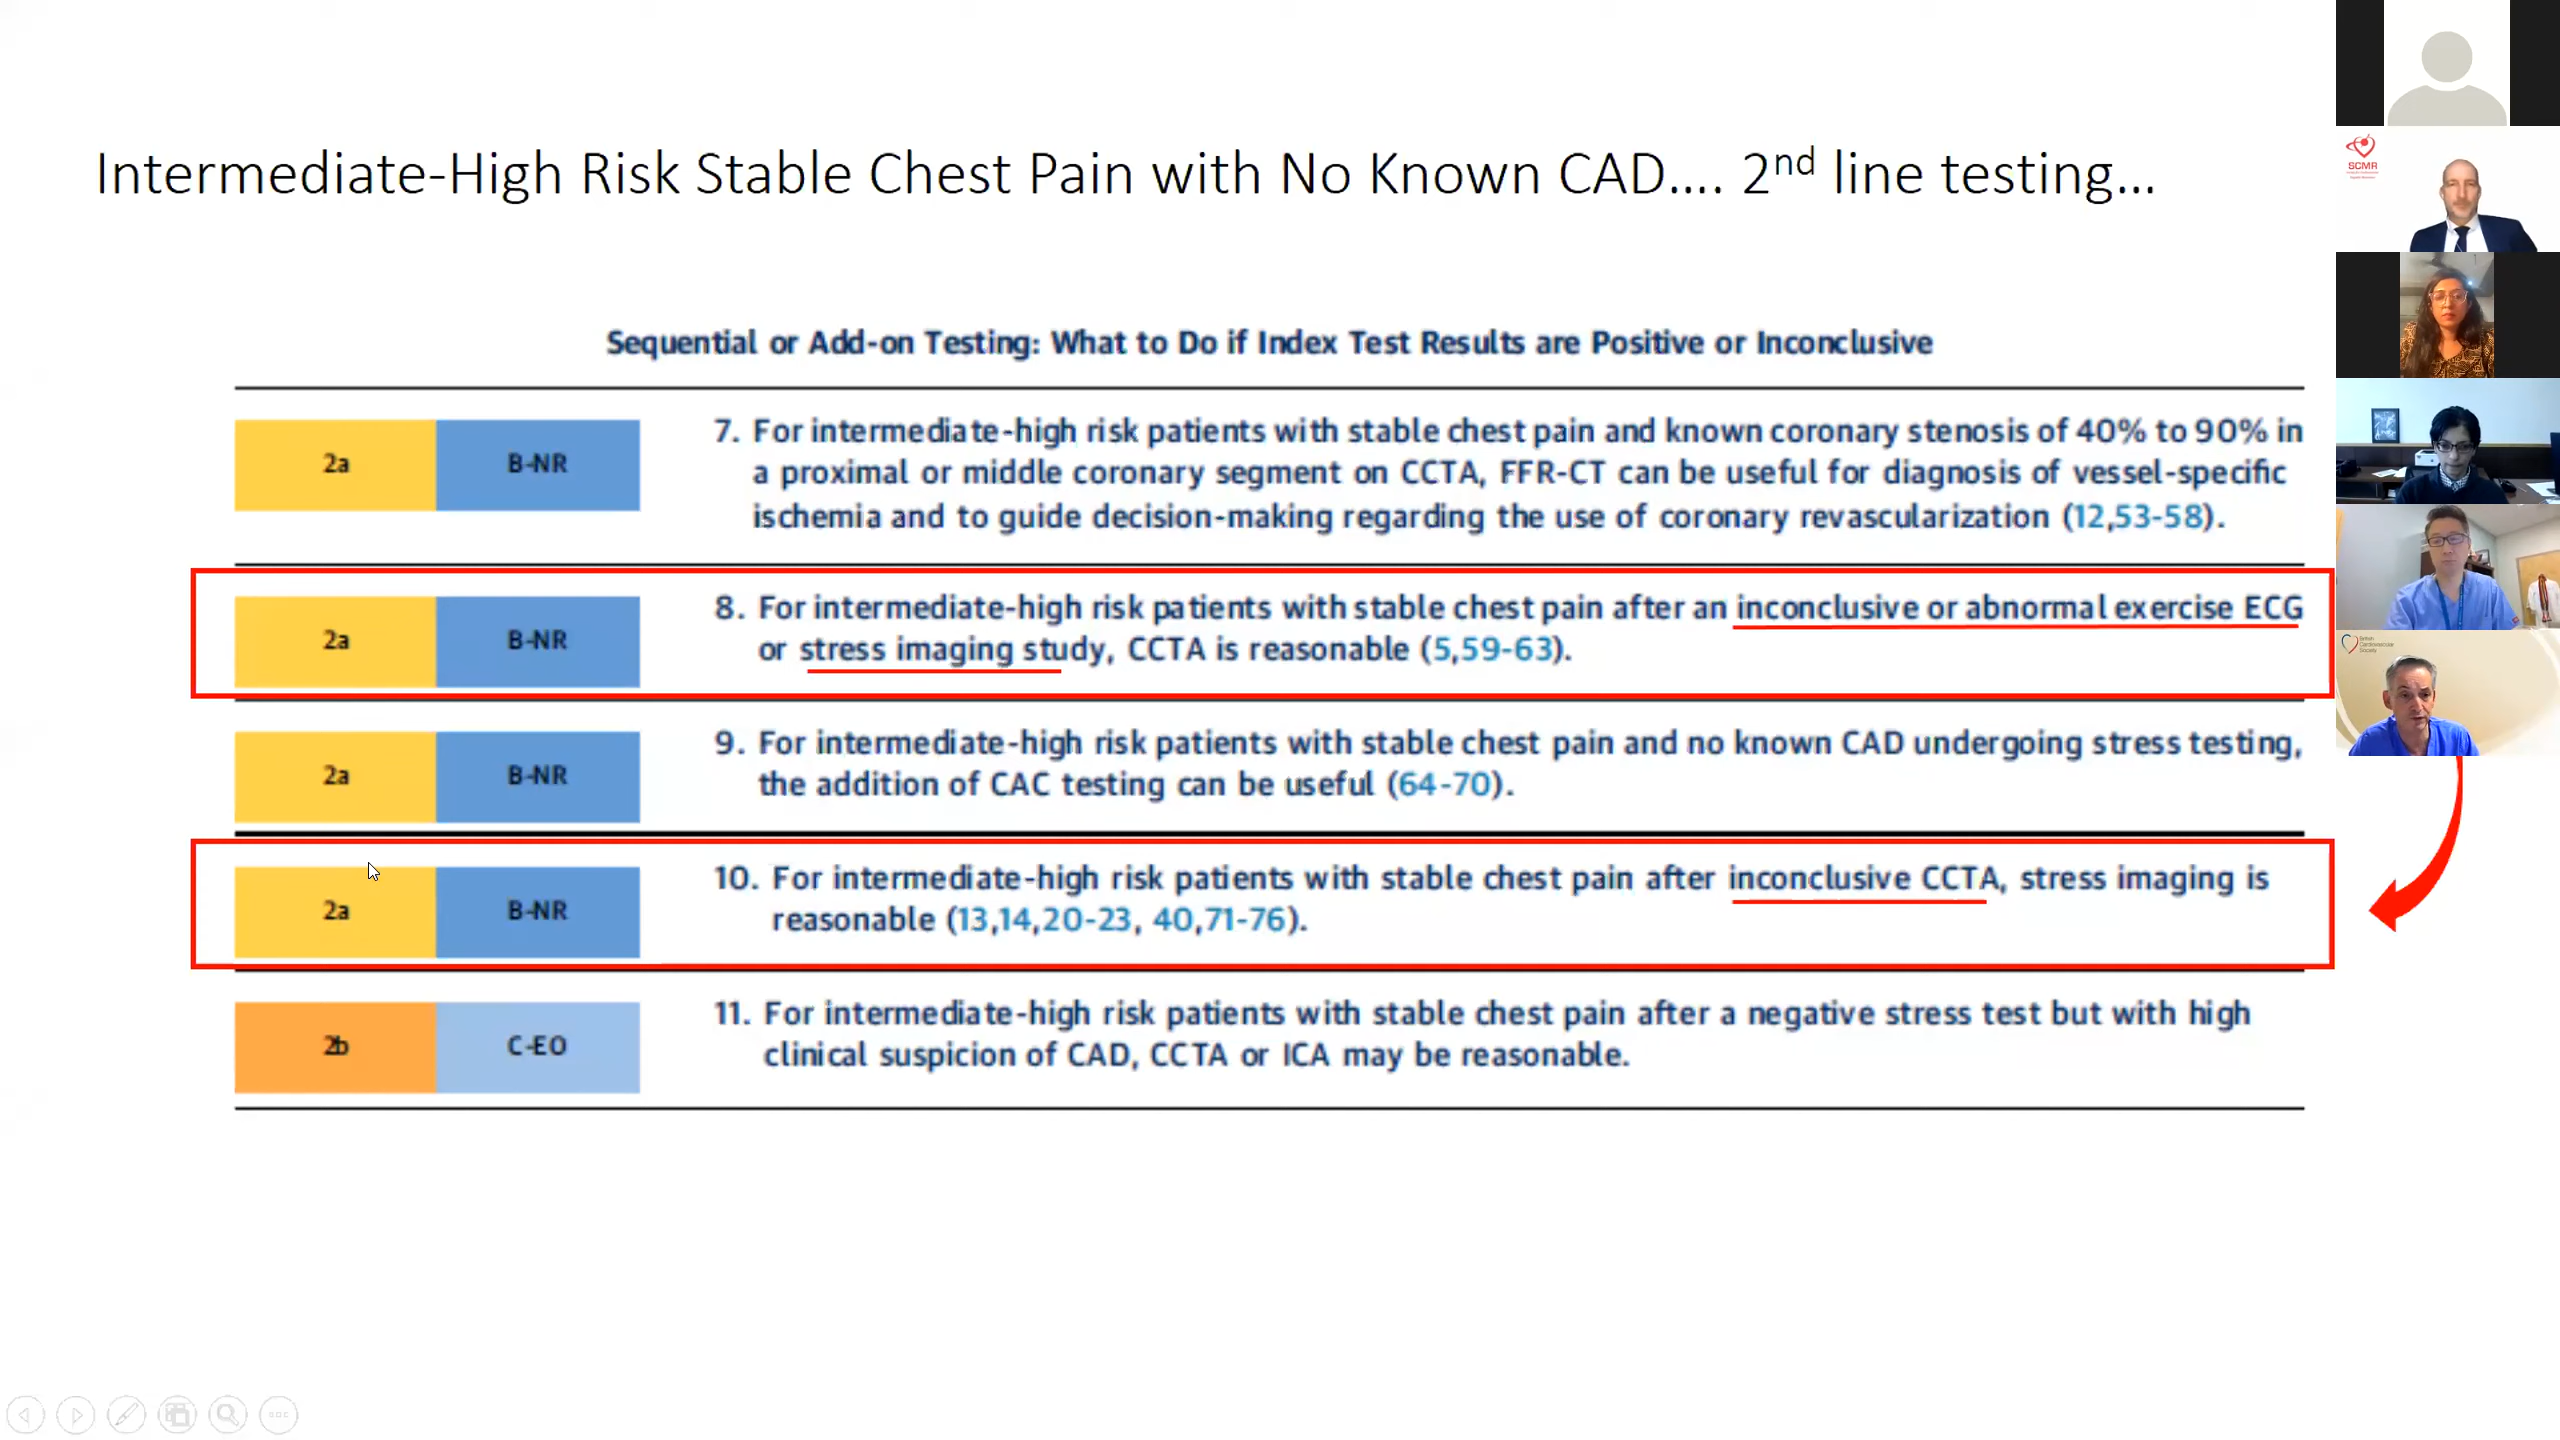 Intermediate-High Risk Stable Chest Pain with No Known CAD.... 2nd line testing...
SCMR
Sequential or Add-on Testing: What to Do if Index Test Results are Positive or Inconclusive
2a B-NR
7. For intermediate-high risk patients with stable chest pain and known coronary stenosis of 40% to 90% in
a proximal or middle coronary segment on CCTA, FFR-CT can be useful for diagnosis of vessel-specific
ischemia and to guide decision-making regarding the use of coronary revascularization (12,53-58).
2a B-NR
8. For intermediate-high risk patients with stable chest pain after an inconclusive or abnormal exercise ECG
or stress imaging study, CCTA is reasonable (5,59-63).
British
Cardiovascular
Society
2a B-NR
9. For intermediate-high risk patients with stable chest pain and no known CAD undergoing stress testing,
the addition of CAC testing can be useful (64-70).
2a B-NR
10. For intermediate-high risk patients with stable chest pain after inconclusive CCTA, stress imaging is
reasonable (13,14,20-23, 40,71-76).
2b C-EO
11. For intermediate-high risk patients with stable chest pain after a negative stress test but with high
clinical suspicion of CAD, CCTA or ICA may be reasonable.